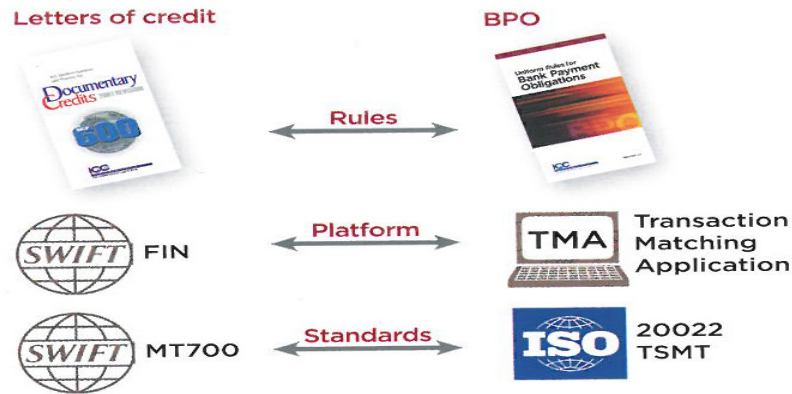 Letters of credit
BPO
Documentary
Credits
600
ICC
Uniform Rules for
Bank Payment
Obligations
ICC
Rules
SWIFT FIN
Platform
TMA
Transaction
Matching
Application
SWIFT MT700
Standards
ISO
20022
TSMT